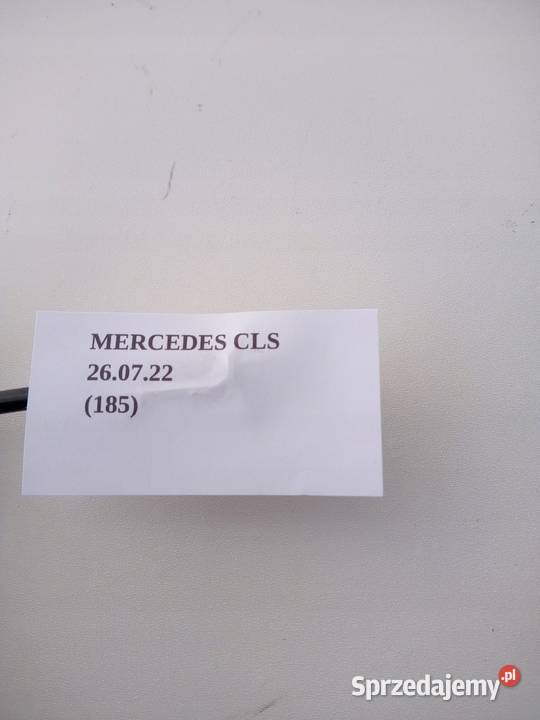 MERCEDES CLS
26.07.22
(185)
Sprzedajemy.pl